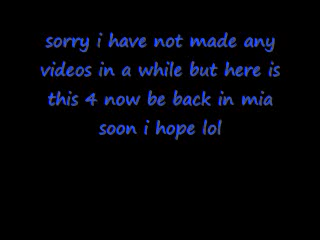 sorry i have not made any
videos in a while but here is
this 4 now be back in mia
soon i hope lol